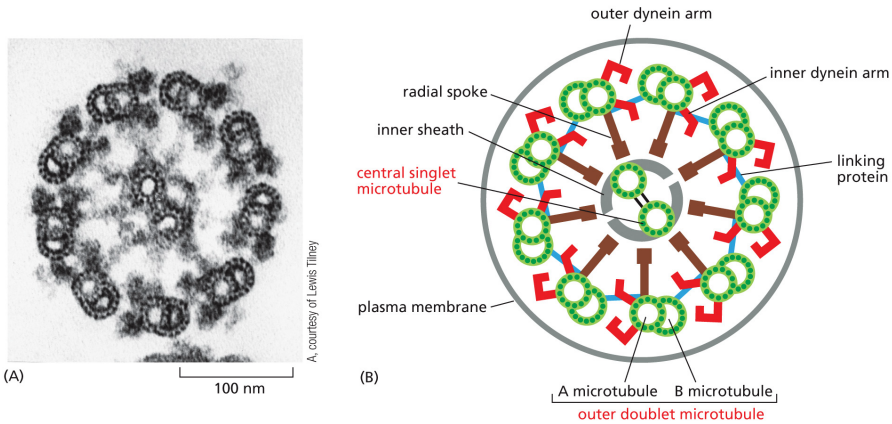 outer dynein arm
inner dynein arm
radial spoke
inner sheath
central singlet
microtubule
linking
protein
plasma membrane
A, courtesy of Lewis Tilney
(A)
100 nm
(B)
A microtubule B microtubule
outer doublet microtubule